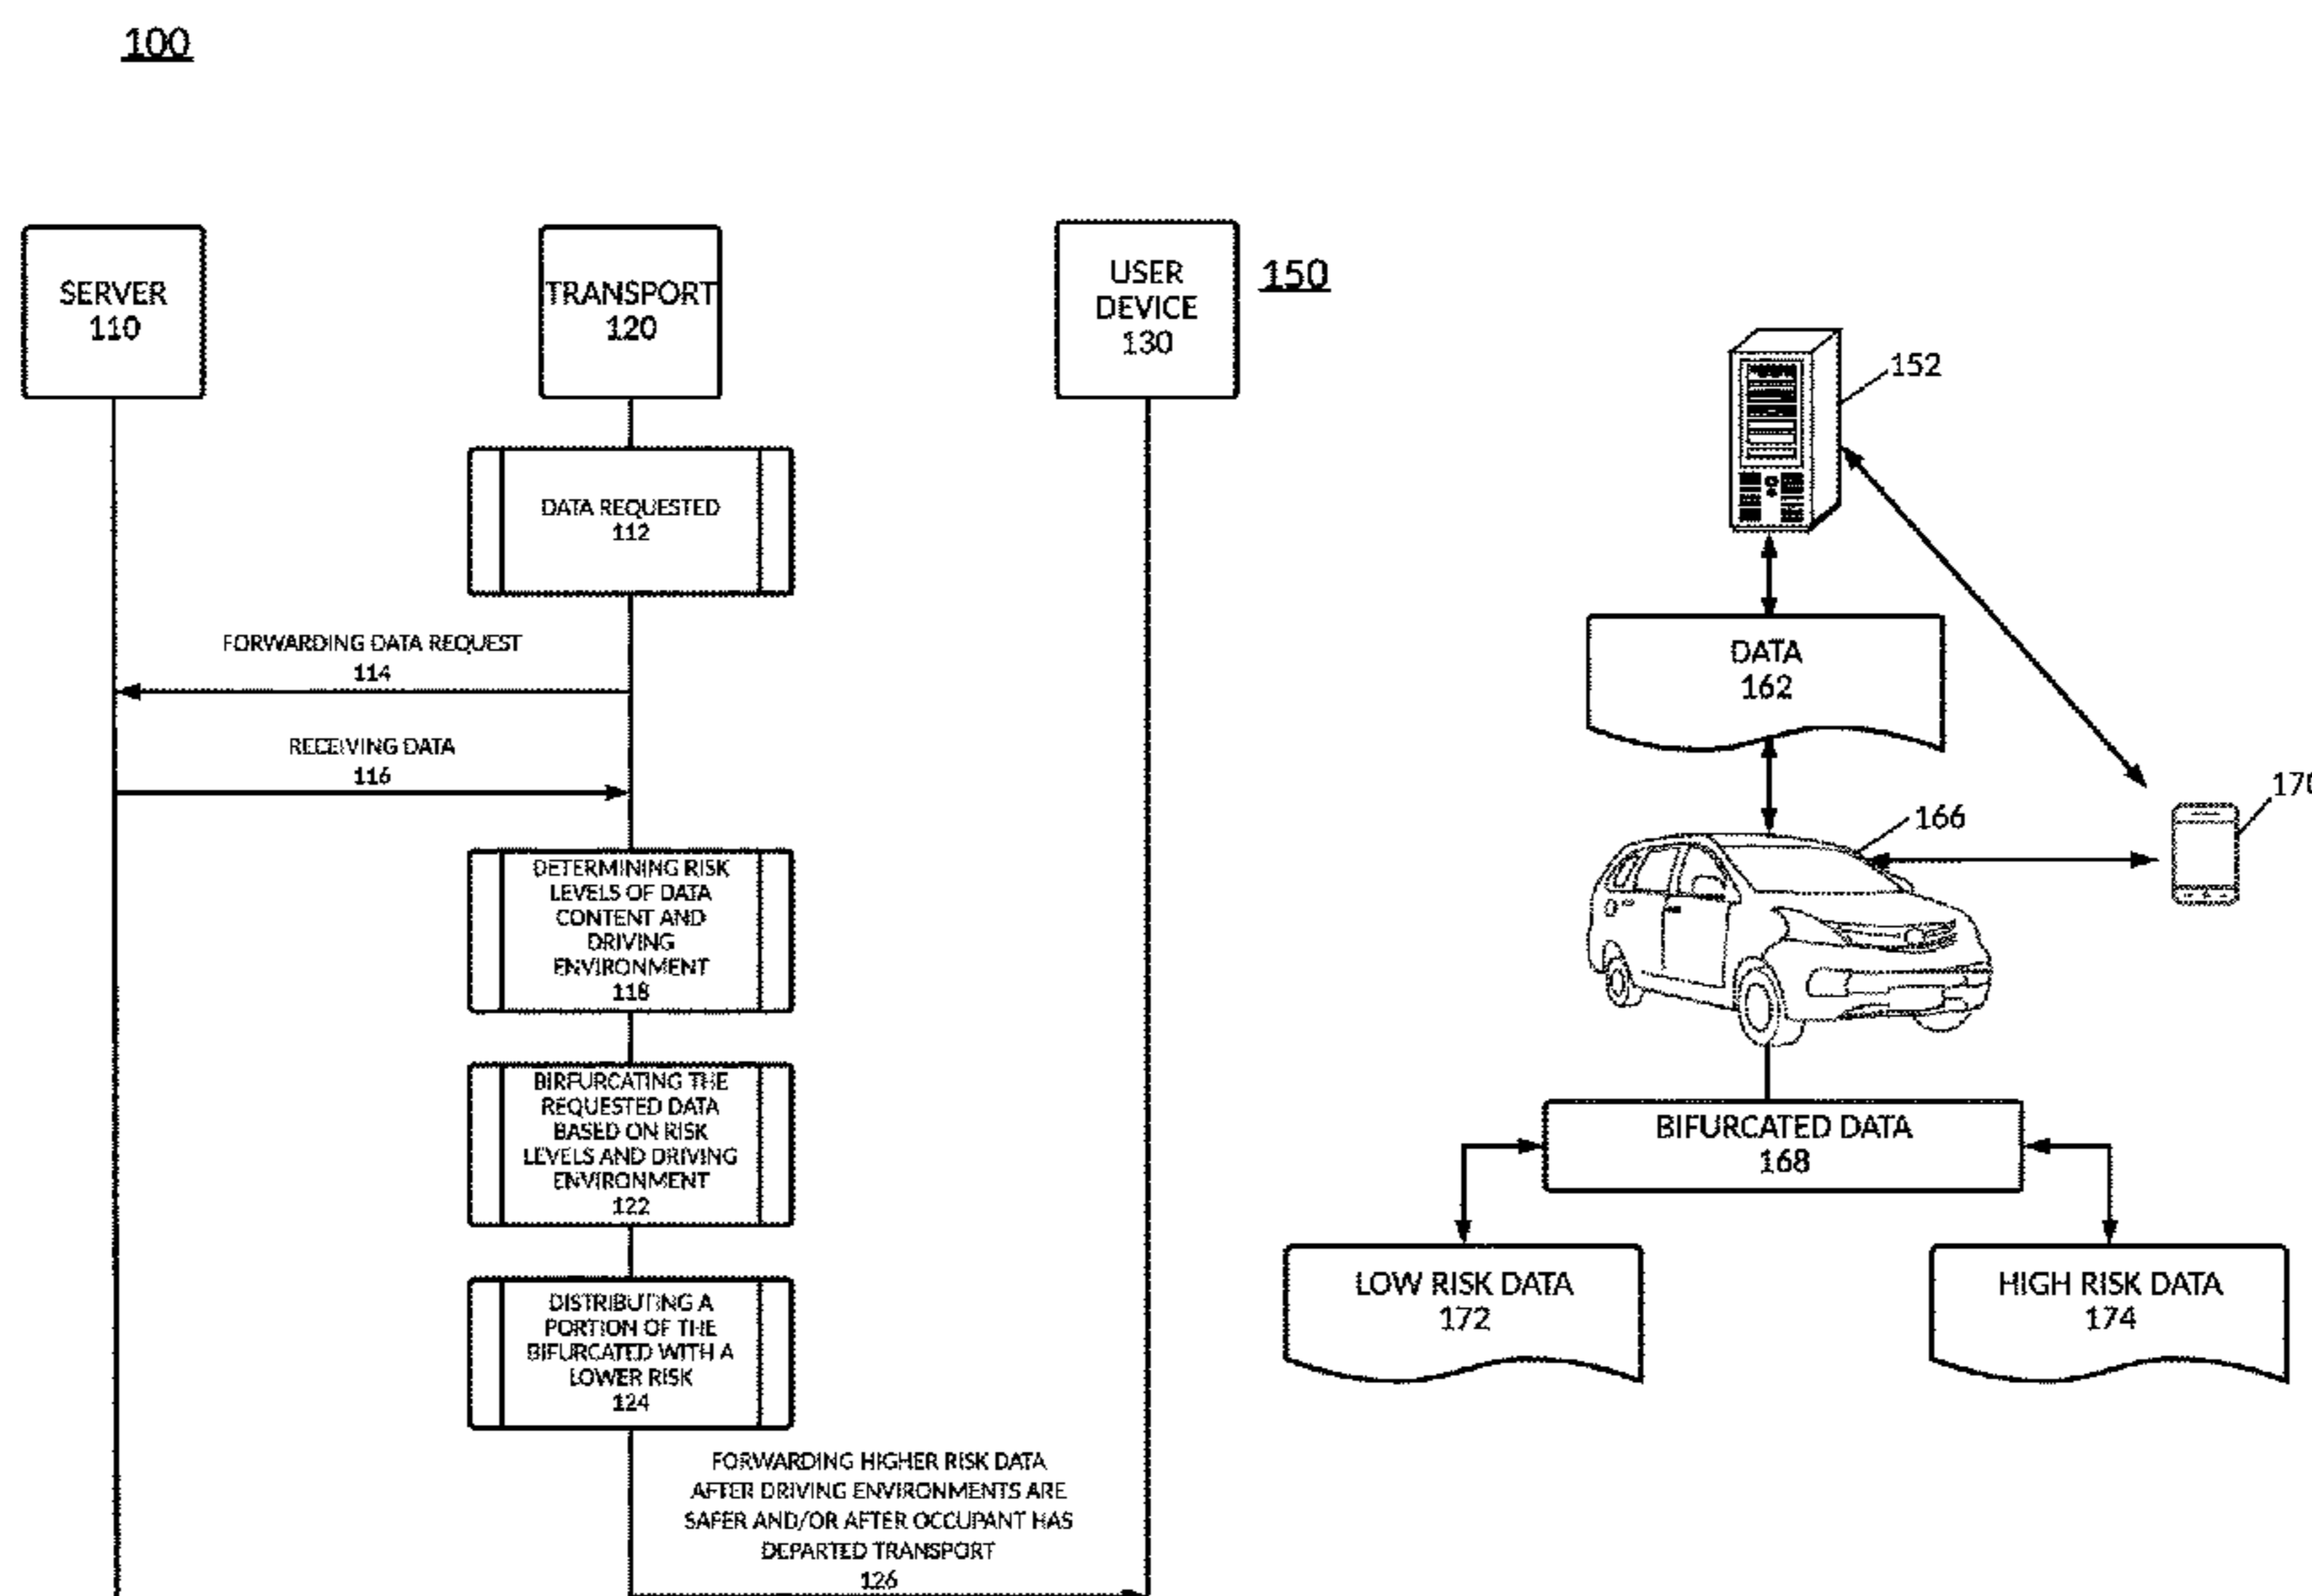 100
SERVER
110
TRANSPORT
120
USER
DEVICE
130
DATA REQUESTED
112
FORWARDING DATA REQUEST
114
RECEIVING DATA
116
DETERMINING RISK
LEVELS OF DATA
CONTENT AND
DRIVING
ENVIRONMENT
118
BIRFURCATING THE
REQUESTED DATA
BASED ON RISK
LEVELS AND DRIVING
ENVIRONMENT
122
DISTRIBUTING A
PORTION OF THE
BIFURCATED WITH A
LOWER RISK
124
FORWARDING HIGHER RISK DATA
AFTER DRIVING ENVIRONMENTS ARE
SAFER AND/OR AFTER OCCUPANT HAS
DEPARTED TRANSPORT
126
150
152
DATA
162
166
170
BIFURCATED DATA
168
LOW RISK DATA
172
HIGH RISK DATA
174